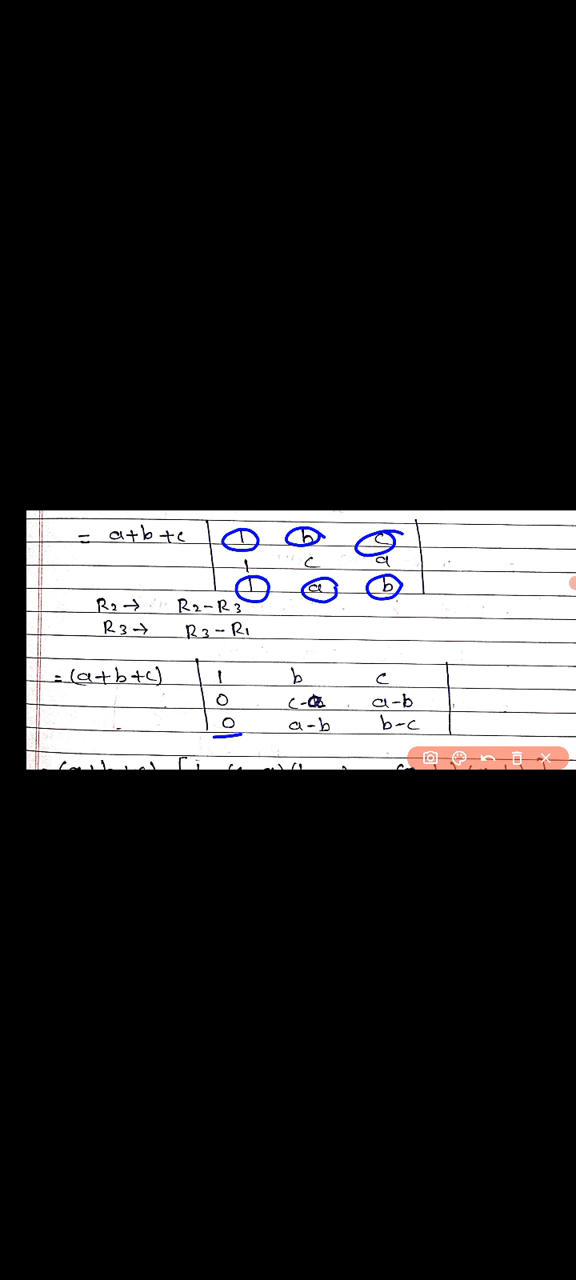 = a+b+c | 1 b c |
1 c a
1 a b
R2 → R2-R3
R3 → R3-R1
= (a+b+c) | 1 b c |
0 c-a a-b
0 a-b b-c